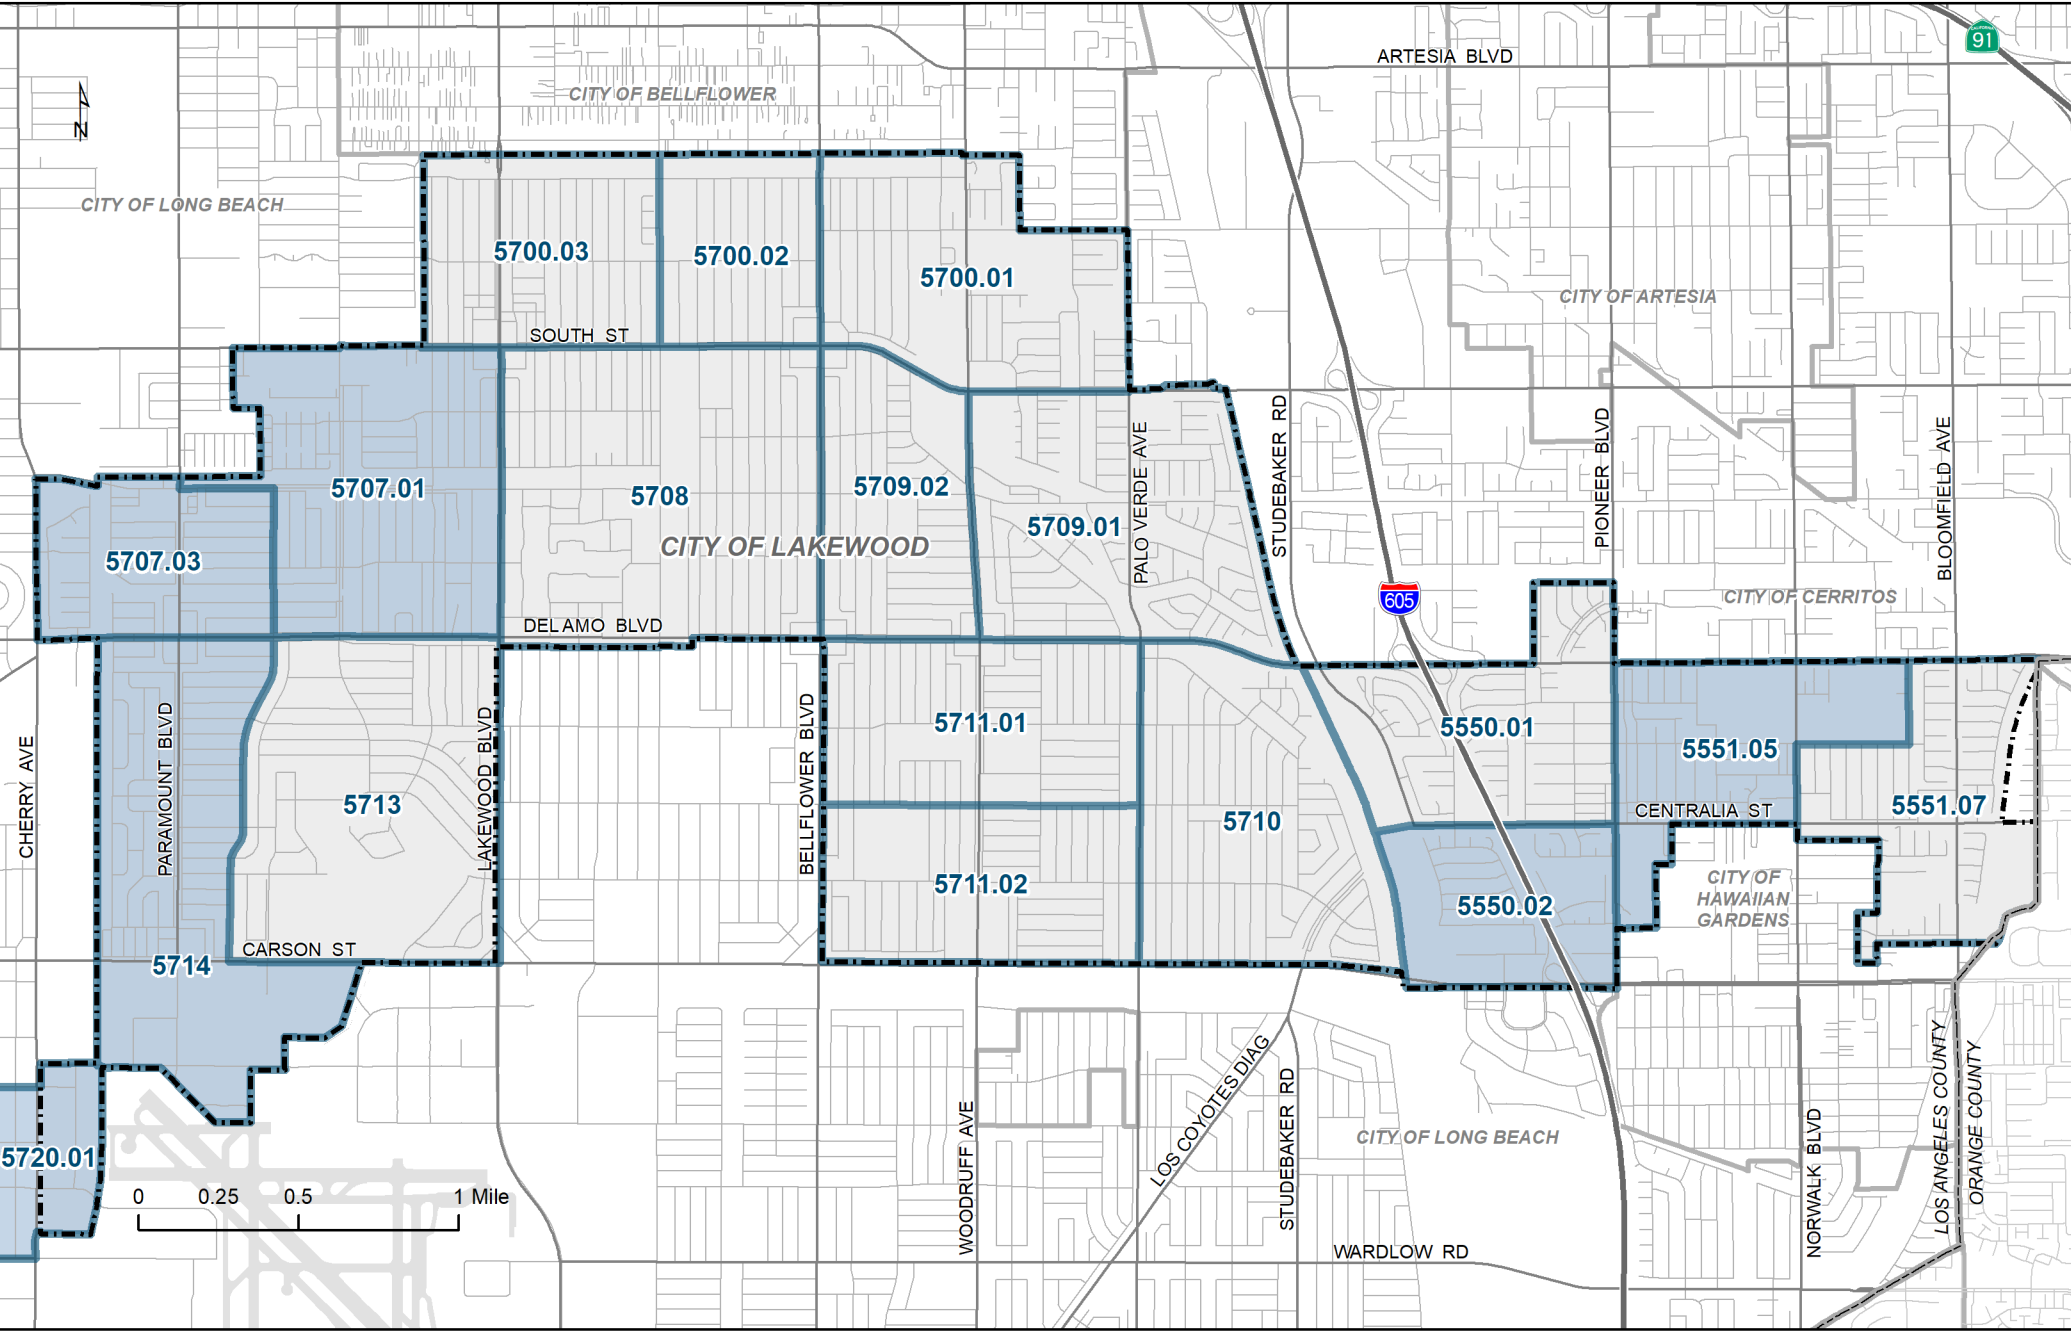 ARTESIA BLVD
91
CITY OF BELLFLOWER
N
CITY OF LONG BEACH
5700.03
5700.02
5700.01
CITY OF ARTESIA
SOUTH ST
STUDEBAKER RD
PIONEER BLVD
BLOOMFIELD AVE
PALO VERDE AVE
5707.01
5708
5709.02
5709.01
CITY OF LAKEWOOD
5707.03
605
CITY OF CERRITOS
DEL AMO BLVD
CHERRY AVE
PARAMOUNT BLVD
LAKEWOOD BLVD
BELLFLOWER BLVD
5711.01
5550.01
5551.05
5713
5710
CENTRALIA ST
5551.07
5711.02
5550.02
CITY OF
HAWAIIAN
GARDENS
CARSON ST
5714
LOS COYOTES DIAG
STUDEBAKER RD
WOODRUFF AVE
CITY OF LONG BEACH
NORWALK BLVD
LOS ANGELES COUNTY
ORANGE COUNTY
5720.01
0 0.25 0.5 1 Mile
WARDLOW RD